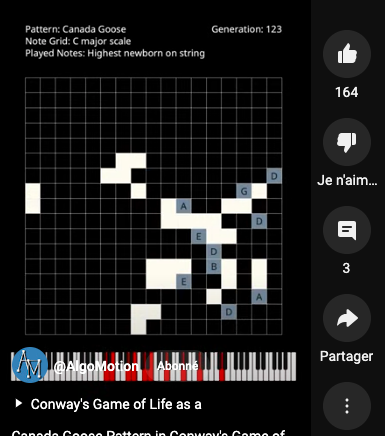 Pattern: Canada Goose
Generation: 123
Note Grid: C major scale
Played Notes: Highest newborn on string
164
D
G
Je n'aim...
A
D
E
D
B
3
E
A
D
Partager
AM @AlgoMotion Abonné
Conway's Game of Life as a
Canada Goose Pattern in Conway's Game of